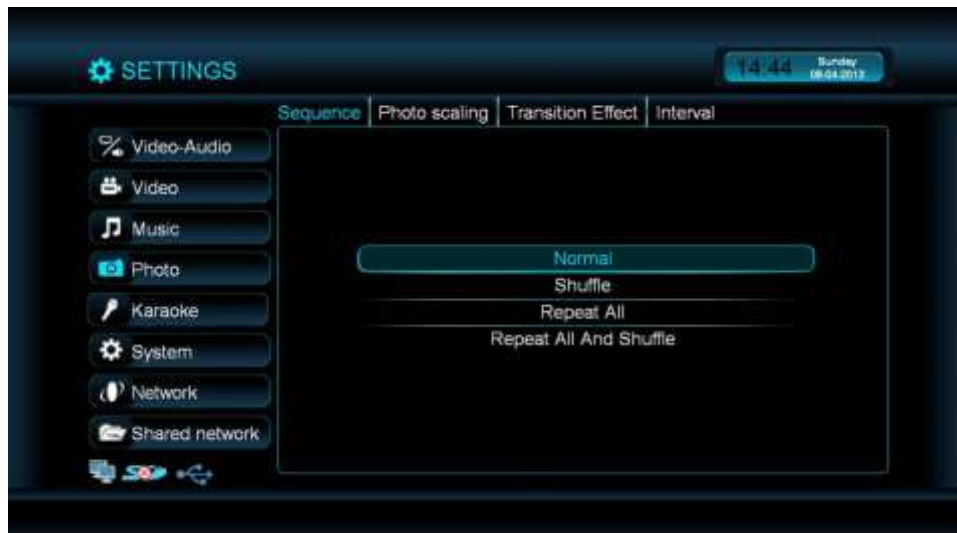 SETTINGS
14:44
Sunday
Sequence Photo scaling Transition Effect Interval
Video-Audio
Video
Music
Photo
Karaoke
System
Network
Shared network
Normal
Shuffle
Repeat All
Repeat All And Shuffle